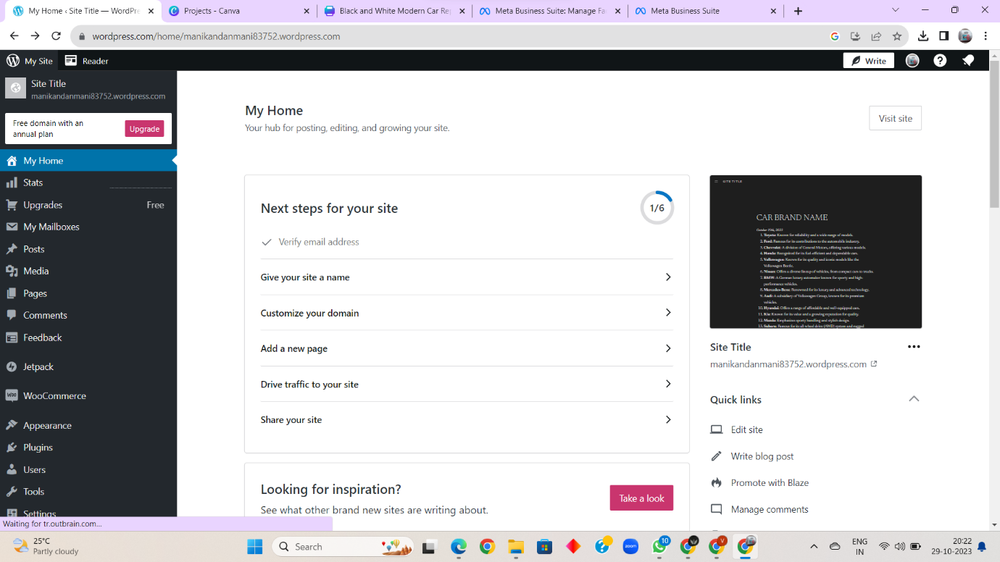 My Home ‹ Site Title — WordPre
Projects - Canva
Black and White Modern Car Re
Meta Business Suite: Manage Fa
Meta Business Suite
wordpress.com/home/manikandanmani83752.wordpress.com
My Site
Reader
Write
Site Title
manikandanmani83752.wordpress.com
Free domain with an
annual plan
Upgrade
My Home
Stats
Upgrades
Free
My Mailboxes
Posts
Media
Pages
Comments
Feedback
Jetpack
WooCommerce
Appearance
Plugins
Users
Tools
Settings
Waiting for tr.outbrain.com...
My Home
Your hub for posting, editing, and growing your site.
Visit site
Next steps for your site
1/6
Verify email address
Give your site a name
Customize your domain
Add a new page
Drive traffic to your site
Share your site
Looking for inspiration?
See what other brand new sites are writing about.
Take a look
SITE TITLE
CAR BRAND NAME
October 29th, 2023
1. Toyota: Known for reliability and a wide range of models.
2. Ford: Famous for its contributions to the automobile industry.
3. Chevrolet: A division of General Motors, offering various models.
4. Honda: Recognized for its fuel-efficient and dependable cars.
5. Volkswagen: Known for its quality and iconic models like the
Volkswagen Beetle.
6. Nissan: Offers a diverse lineup of vehicles, from compact cars to trucks.
7. BMW: A German luxury automaker known for sporty and high-
performance vehicles.
8. Mercedes-Benz: Renowned for its luxury and advanced technology.
9. Audi: A subsidiary of Volkswagen Group, known for its premium
vehicles.
10. Hyundai: Offers a range of affordable and well-equipped cars.
11. Kia: Known for its value and a growing reputation for quality.
12. Mazda: Emphasizes sporty handling and stylish design.
13. Subaru: Famous for its all-wheel drive (AWD) system and rugged
Site Title
manikandanmani83752.wordpress.com
Quick links
Edit site
Write blog post
Promote with Blaze
Manage comments
25°C
Partly cloudy
Search
zoom
10
V
ENG
IN
20:22
29-10-2023